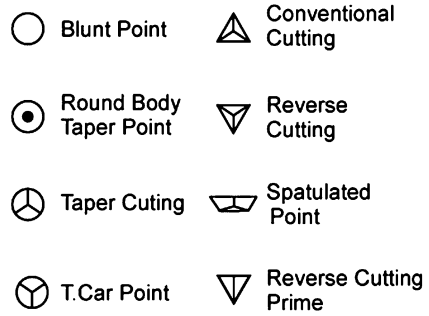 Blunt Point
Conventional
Cutting
Round Body
Taper Point
Reverse
Cutting
Taper Cuting
Spatulated
Point
T.Car Point
Reverse Cutting
Prime